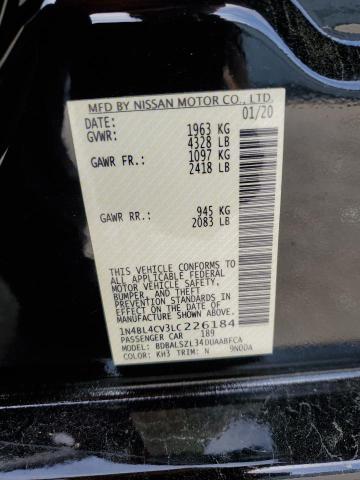 MFD BY NISSAN MOTOR CO., LTD.
DATE: 01/20
GVWR: 1963 KG
4328 LB
GAWR FR.: 1097 KG
2418 LB
GAWR RR.: 945 KG
2083 LB
THIS VEHICLE CONFORMS TO ALL APPLICABLE FEDERAL
MOTOR VEHICLE SAFETY,
BUMPER, AND THEFT
PREVENTION STANDARDS IN
EFFECT ON THE DATE OF
MANUFACTURE SHOWN ABOVE.
1N4BL4CV3LC226184
PASSENGER CAR 189
MODEL: BDBALSZL34DUAABFCA
COLOR: KH3 TRIM: N 9NODA